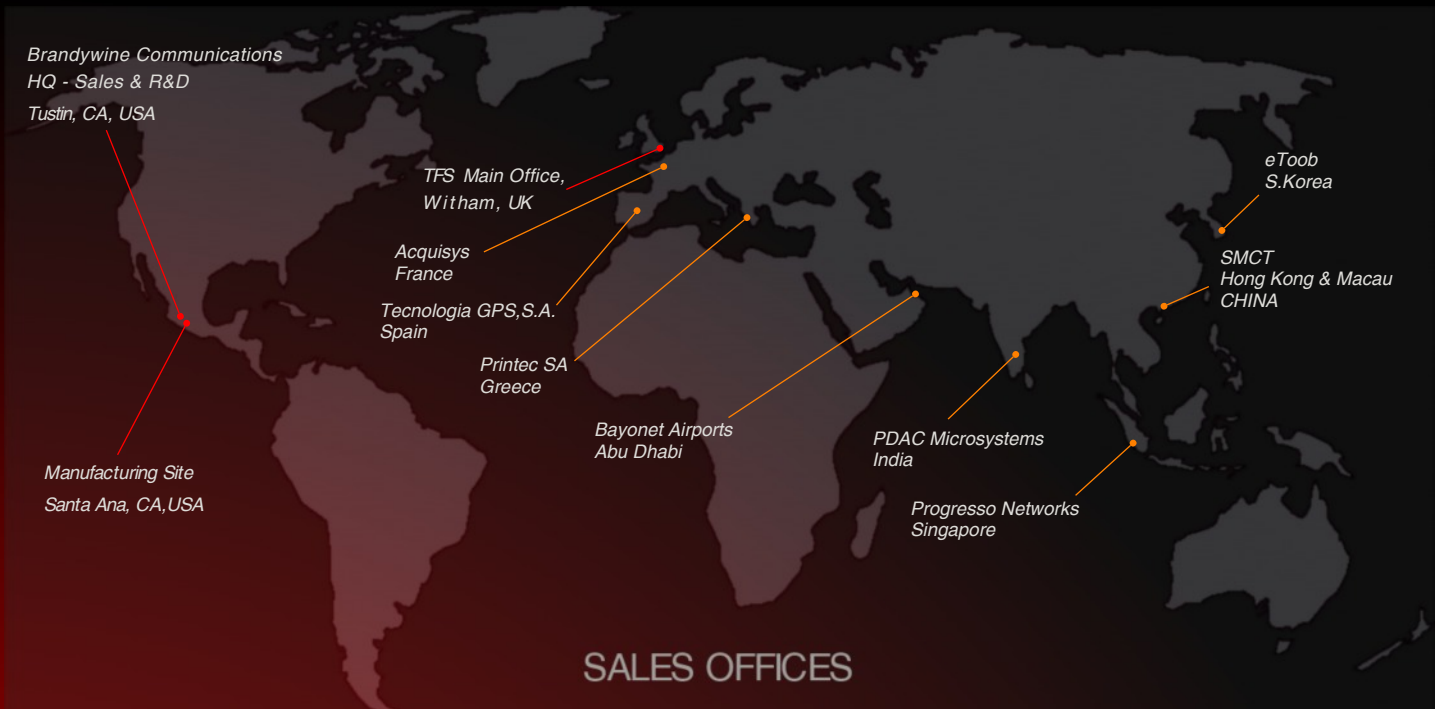 Brandywine Communications
HQ - Sales & R&D
Tustin, CA, USA
TFS Main Office,
Witham, UK
Acquisys
France
Tecnologia GPS,S.A.
Spain
Printec SA
Greece
Bayonet Airports
Abu Dhabi
PDAC Microsystems
India
Progresso Networks
Singapore
eToob
S.Korea
SMCT
Hong Kong & Macau
CHINA
Manufacturing Site
Santa Ana, CA,USA
SALES OFFICES